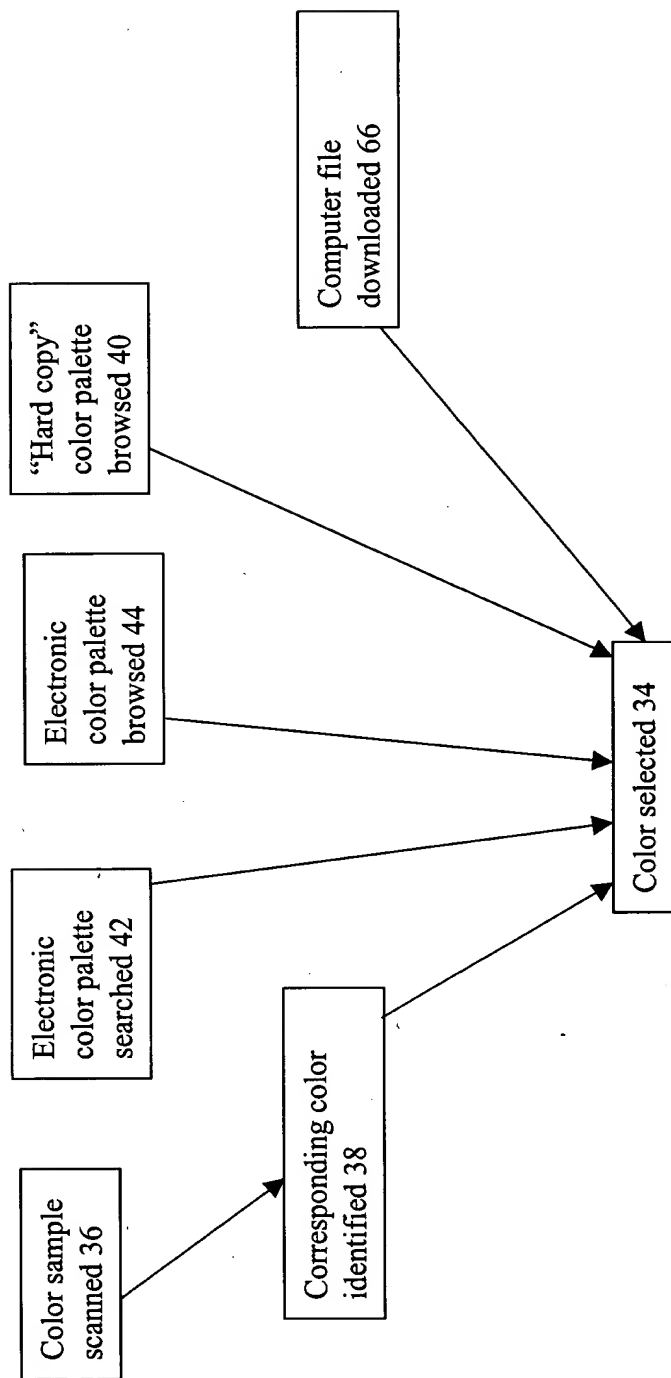 Color sample
scanned 36
Electronic
color palette
searched 42
Electronic
color palette
browsed 44
“Hard copy”
color palette
browsed 40
Corresponding color
identified 38
Computer file
downloaded 66
Color selected 34